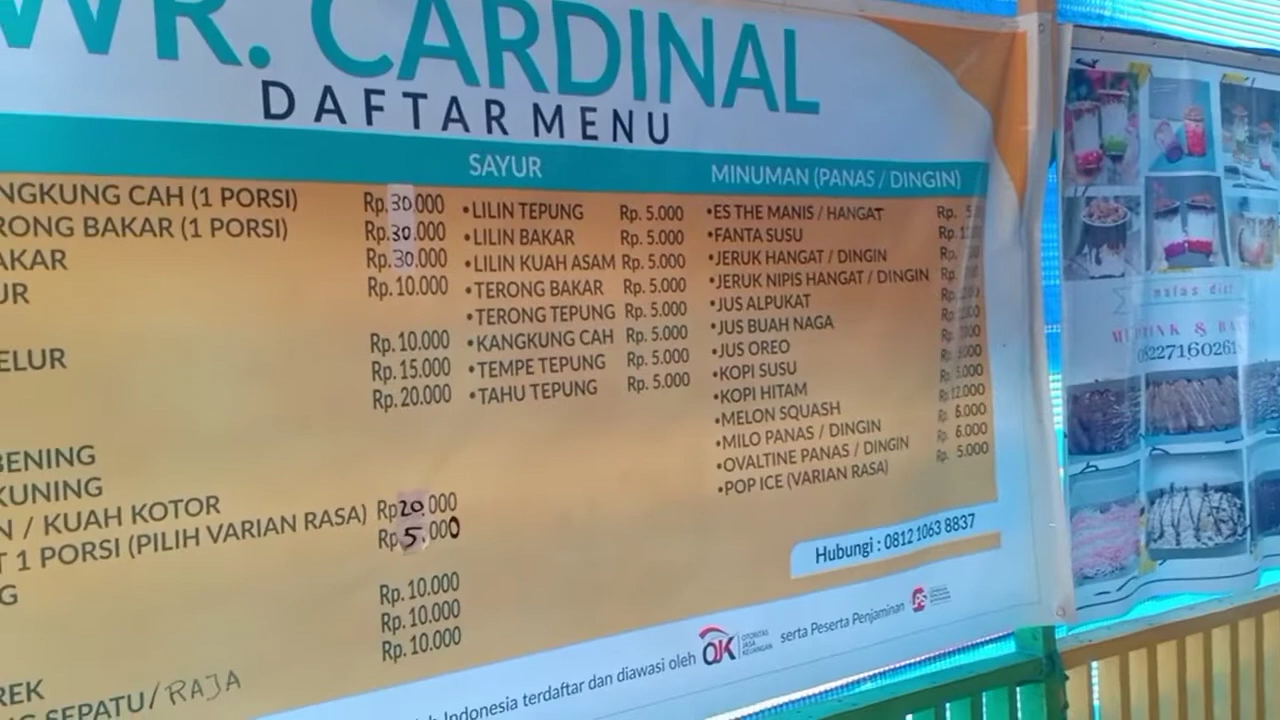 WR. CARDINAL
DAFTAR MENU
NGKUNG CAH (1 PORSI) Rp.30.000
RONG BAKAR (1 PORSI) Rp.30.000
AKAR Rp.30.000
UR Rp.10.000
Rp.10.000
ELUR Rp.15.000
Rp.20.000
BENING
KUNING
N / KUAH KOTOR Rp20.000
T 1 PORSI (PILIH VARIAN RASA) Rp.5.000
G
Rp.10.000
Rp.10.000
Rp.10.000
REK
SEPATU/RAJA
SAYUR
•LILIN TEPUNG Rp. 5.000
•LILIN BAKAR Rp. 5.000
•LILIN KUAH ASAM Rp. 5.000
•TERONG BAKAR Rp. 5.000
•TERONG TEPUNG Rp. 5.000
•KANGKUNG CAH Rp. 5.000
•TEMPE TEPUNG Rp. 5.000
•TAHU TEPUNG Rp. 5.000
MINUMAN (PANAS / DINGIN)
•ES THE MANIS / HANGAT Rp.
•FANTA SUSU Rp.
•JERUK HANGAT / DINGIN
•JERUK NIPIS HANGAT / DINGIN
•JUS ALPUKAT
•JUS BUAH NAGA
•JUS OREO
•KOPI SUSU
•KOPI HITAM
•MELON SQUASH Rp.12.000
•MILO PANAS / DINGIN Rp. 6.000
•OVALTINE PANAS / DINGIN Rp. 6.000
•POP ICE (VARIAN RASA) Rp. 5.000
Hubungi : 0812 1063 8837
Indonesia terdaftar dan diawasi oleh OJK OTORITAS JASA KEUANGAN serta Peserta Penjaminan LPS